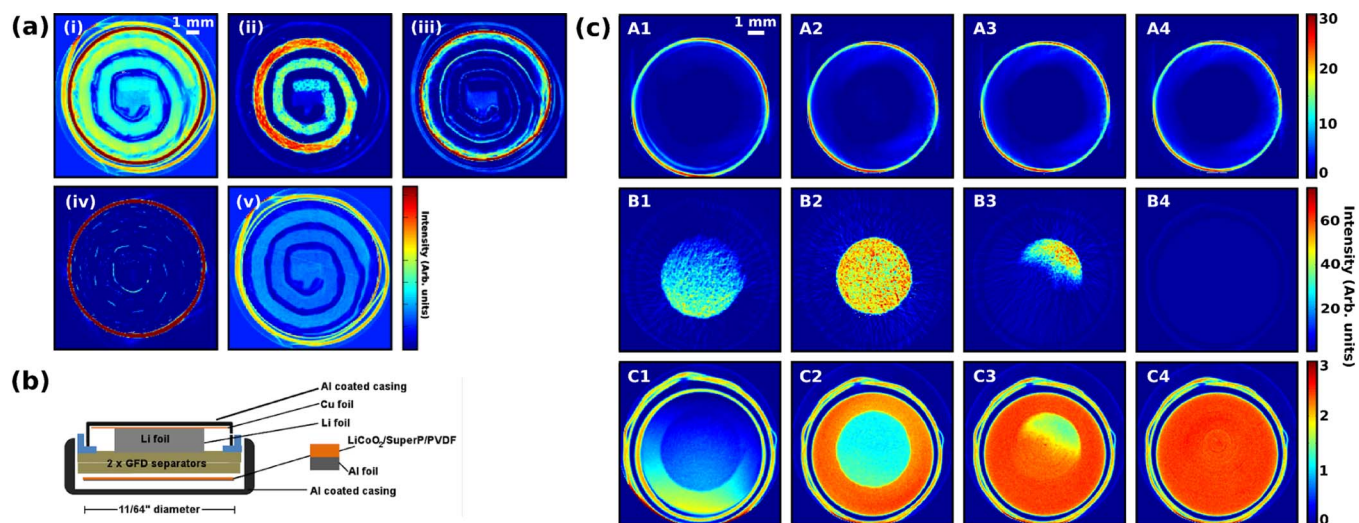 (a)
(i)
1 mm
(ii)
(iii)
(iv)
(v)
Intensity (Arb. units)
(b)
Al coated casing
Cu foil
Li foil
Li foil
LiCoO₂/SuperP/PVDF
2 x GFD separators
Al foil
Al coated casing
11/64" diameter
(c)
A1
1 mm
A2
A3
A4
30
20
10
0
B1
B2
B3
B4
60
40
20
Intensity (Arb. units)
C1
C2
C3
C4
3
2
1
0